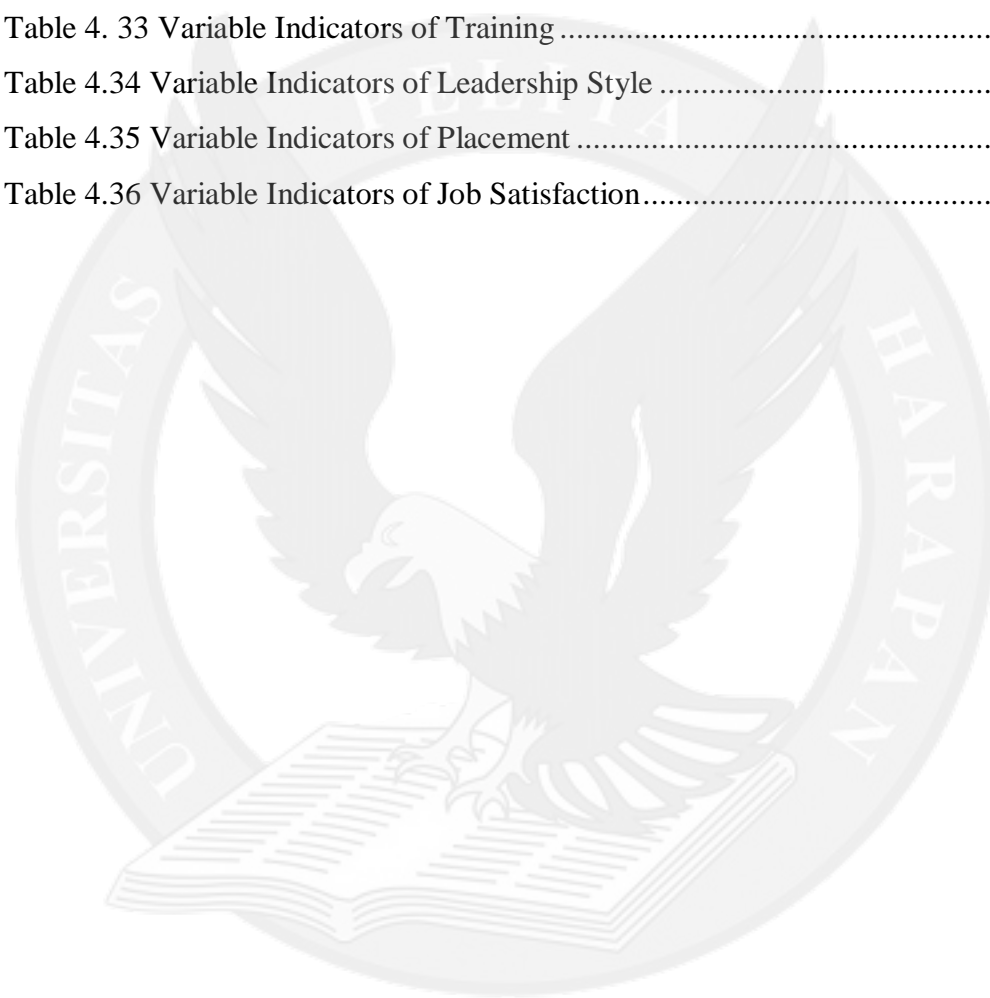 Table 4. 33 Variable Indicators of Training ......................................................
Table 4.34 Variable Indicators of Leadership Style ..........................................
Table 4.35 Variable Indicators of Placement ....................................................
Table 4.36 Variable Indicators of Job Satisfaction............................................
UNIVERSITAS PELITA HARAPAN